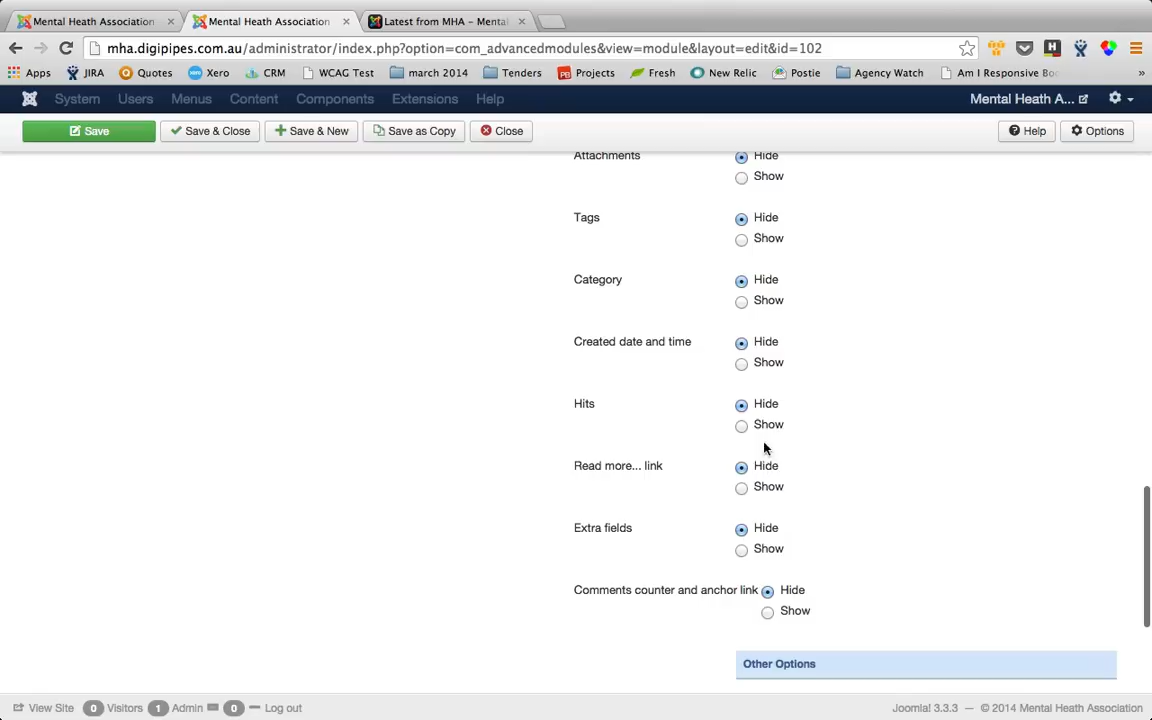 Mental Heath Association
Mental Heath Association
Latest from MHA – Mental
mha.digipipes.com.au/administrator/index.php?option=com_advancedmodules&view=module&layout=edit&id=102
Apps JIRA Quotes Xero CRM WCAG Test march 2014 Tenders PB Projects Fresh New Relic Postie Agency Watch Am I Responsive Boo »
System Users Menus Content Components Extensions Help Mental Heath A...
Save Save & Close Save & New Save as Copy Close Help Options
Attachments Hide
Show
Tags Hide
Show
Category Hide
Show
Created date and time Hide
Show
Hits Hide
Show
Read more... link Hide
Show
Extra fields Hide
Show
Comments counter and anchor link Hide
Show
Other Options
View Site 0 Visitors 1 Admin 0 Log out Joomla! 3.3.3 — © 2014 Mental Heath Association